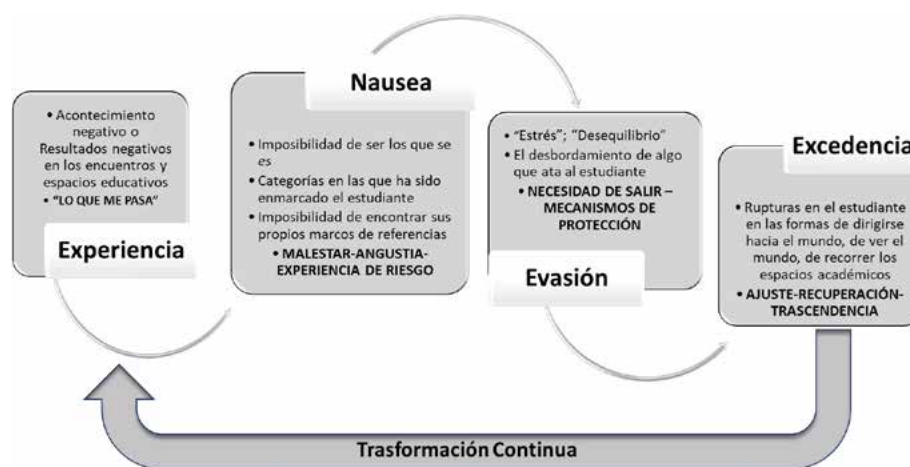 • Acontecimiento
negativo o
Resultados negativos
en los encuentros y
espacios educativos
• "LO QUE ME PASA"
Experiencia
Nausea
• Imposibilidad de ser los que se
es
• Categorías en las que ha sido
enmarcado el estudiante
• Imposibilidad de encontrar sus
propios marcos de referencias
• MALESTAR-ANGUSTIA-
EXPERIENCIA DE RIESGO
• "Estrés"; "Desequilibrio"
• El desbordamiento de algo
que ata al estudiante
• NECESIDAD DE SALIR –
MECANISMOS DE
PROTECCIÓN
Evasión
Excedencia
• Rupturas en el estudiante
en las formas de dirigirse
hacia el mundo, de ver el
mundo, de recorrer los
espacios académicos
• AJUSTE-RECUPERACIÓN-
TRASCENDENCIA
Trasformación Continua